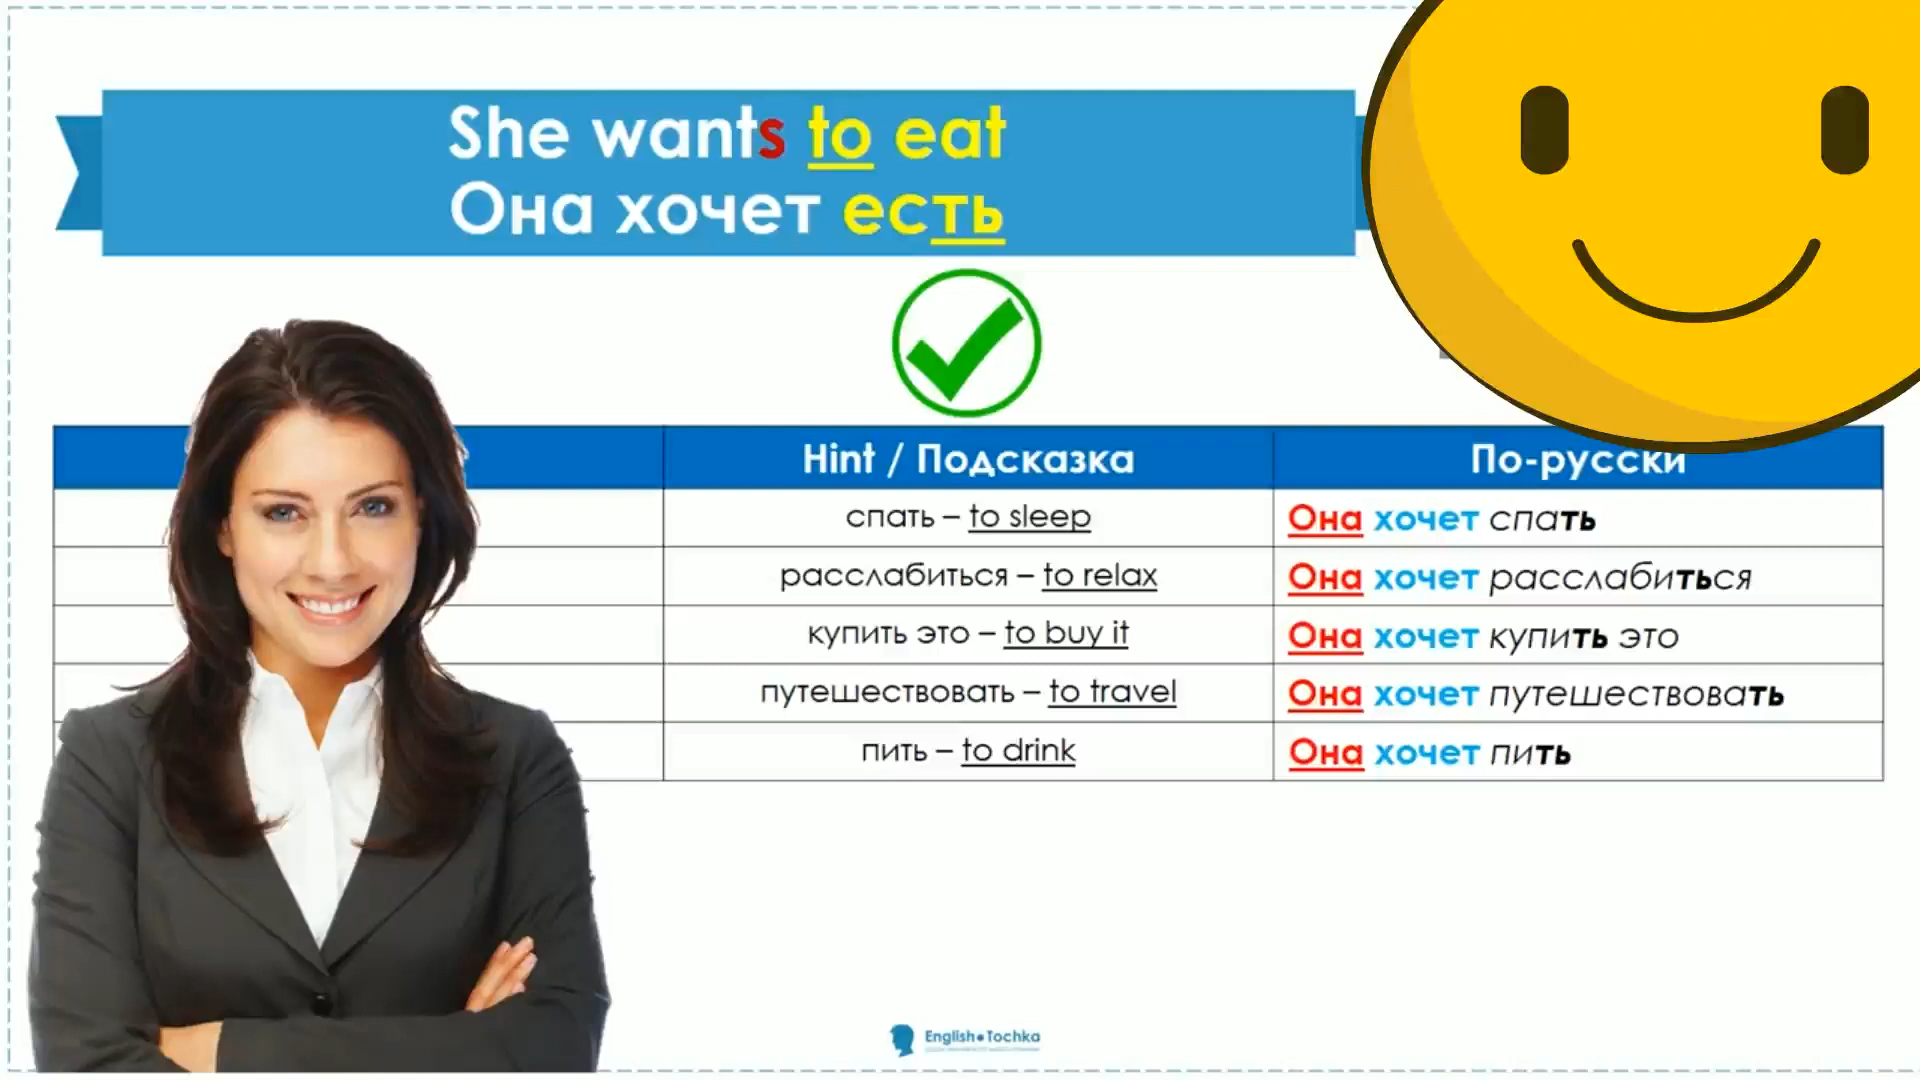 She wants to eat
Она хочет есть
Hint / Подсказка
По-русски
спать – to sleep
Она хочет спать
расслабиться – to relax
Она хочет расслабиться
купить это – to buy it
Она хочет купить это
путешествовать – to travel
Она хочет путешествовать
пить – to drink
Она хочет пить
English Tochka